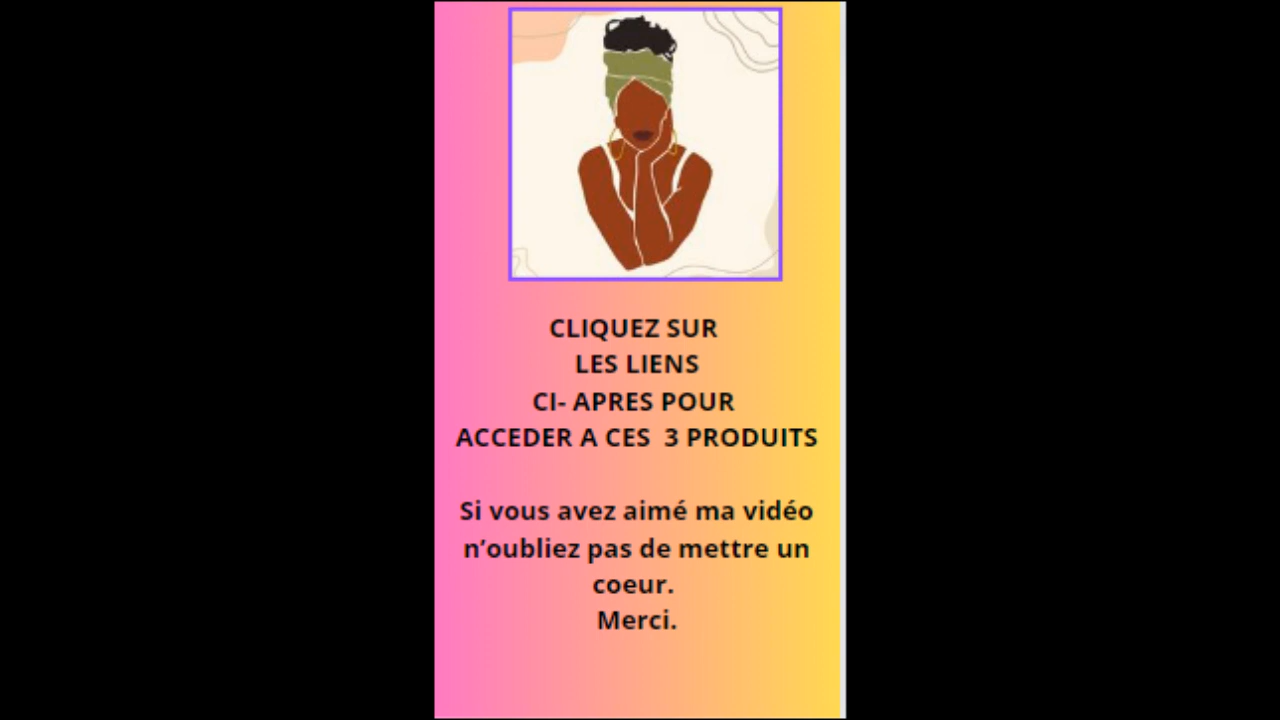 CLIQUEZ SUR
LES LIENS
CI- APRES POUR
ACCEDER A CES  3 PRODUITS
Si vous avez aimé ma vidéo
n’oubliez pas de mettre un
coeur.
Merci.